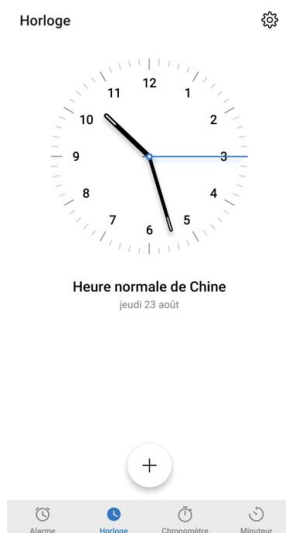 Horloge
12
11
1
10
2
9
3
8
4
7
5
6
Heure normale de Chine
jeudi 23 août
+
Alarme
Horloge
Chronomètre
Minuteur